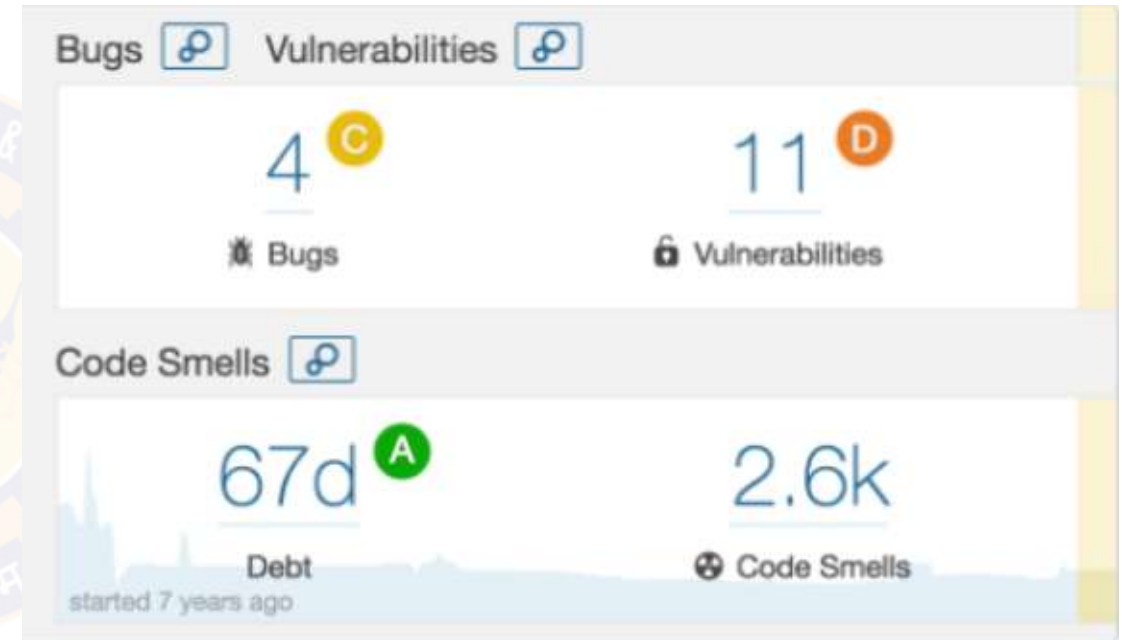 Bugs Vulnerabilities
4 C 11 D
Bugs Vulnerabilities
Code Smells
67d A 2.6k
Debt Code Smells
started 7 years ago